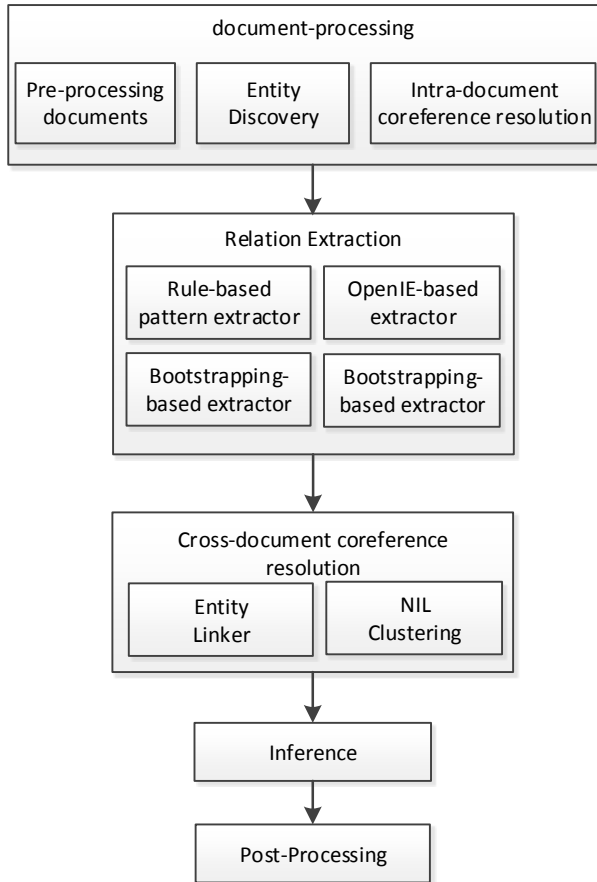 document-processing
Pre-processing
documents
Entity
Discovery
Intra-document
coreference resolution
Relation Extraction
Rule-based
pattern extractor
OpenIE-based
extractor
Bootstrapping-
based extractor
Bootstrapping-
based extractor
Cross-document coreference
resolution
Entity
Linker
NIL
Clustering
Inference
Post-Processing